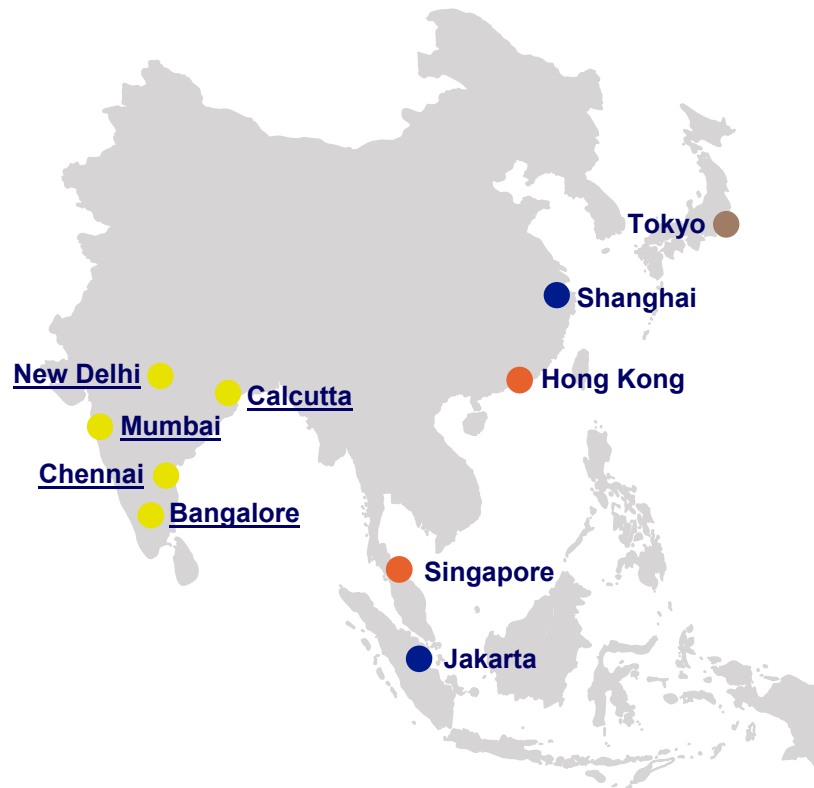 Tokyo
Shanghai
New Delhi
Hong Kong
Calcutta
Mumbai
Chennai
Bangalore
Singapore
Jakarta